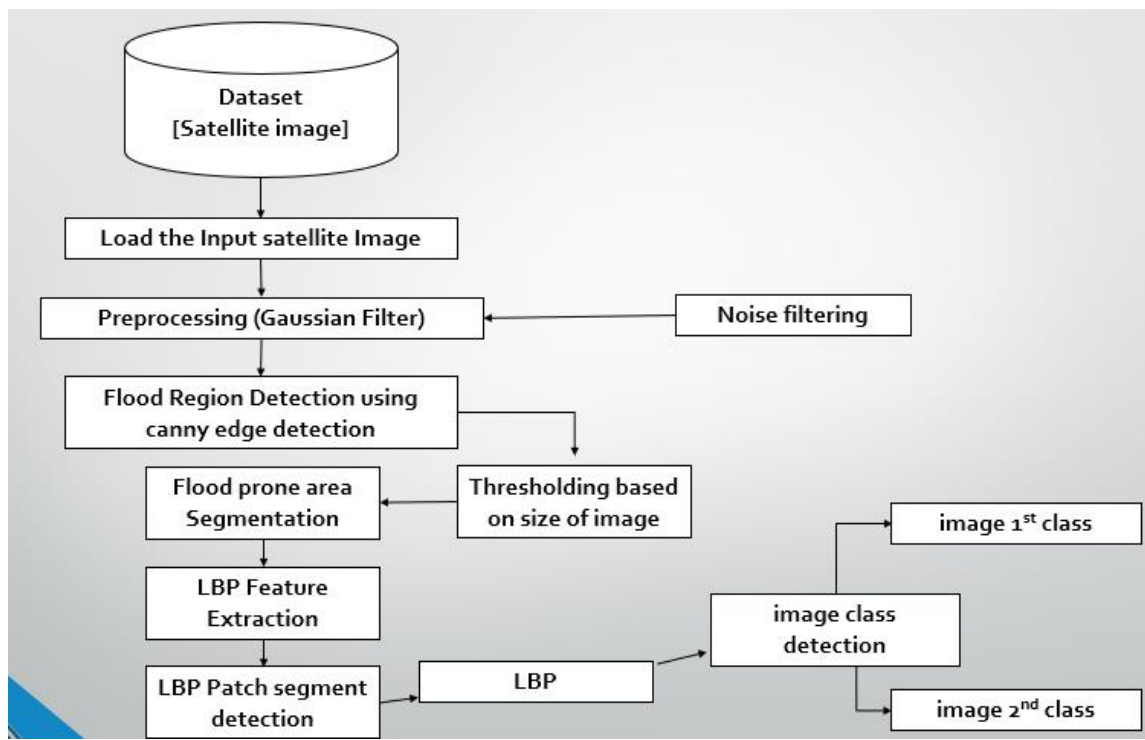 Dataset
[Satellite image]
Load the Input satellite Image
Preprocessing (Gaussian Filter)
Noise filtering
Flood Region Detection using
canny edge detection
Thresholding based
on size of image
Flood prone area
Segmentation
LBP Feature
Extraction
LBP Patch segment
detection
LBP
image class
detection
image 1st class
image 2nd class